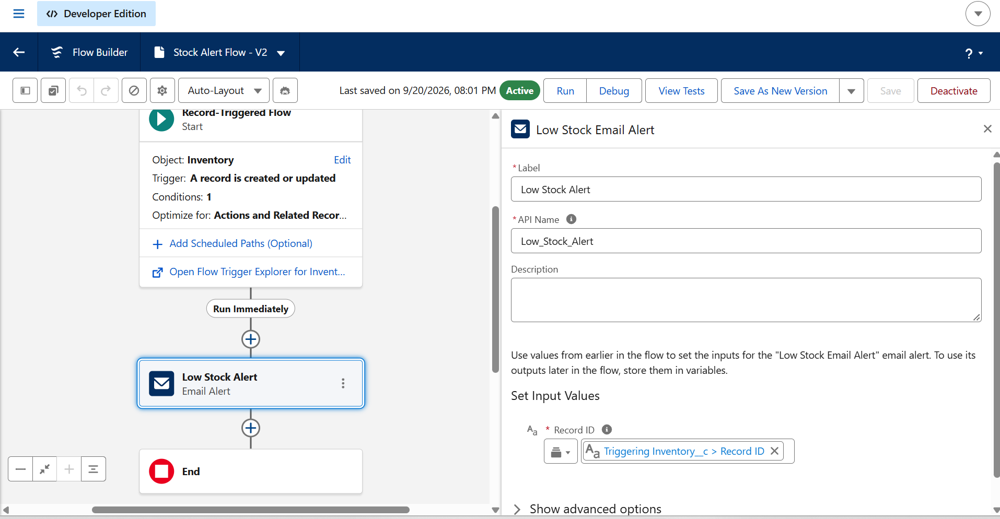 Developer Edition
Flow Builder
Stock Alert Flow - V2
?
Auto-Layout
Last saved on 9/20/2026, 08:01 PM
Active
Run
Debug
View Tests
Save As New Version
Save
Deactivate
Record-Triggered Flow
Start
Object: Inventory
Edit
Trigger: A record is created or updated
Conditions: 1
Optimize for: Actions and Related Recor...
Add Scheduled Paths (Optional)
Open Flow Trigger Explorer for Invent...
Run Immediately
Low Stock Alert
Email Alert
End
Low Stock Email Alert
* Label
Low Stock Alert
* API Name
Low_Stock_Alert
Description
Use values from earlier in the flow to set the inputs for the "Low Stock Email Alert" email alert. To use its
outputs later in the flow, store them in variables.
Set Input Values
Aa * Record ID
Aa Triggering Inventory__c > Record ID
Show advanced options